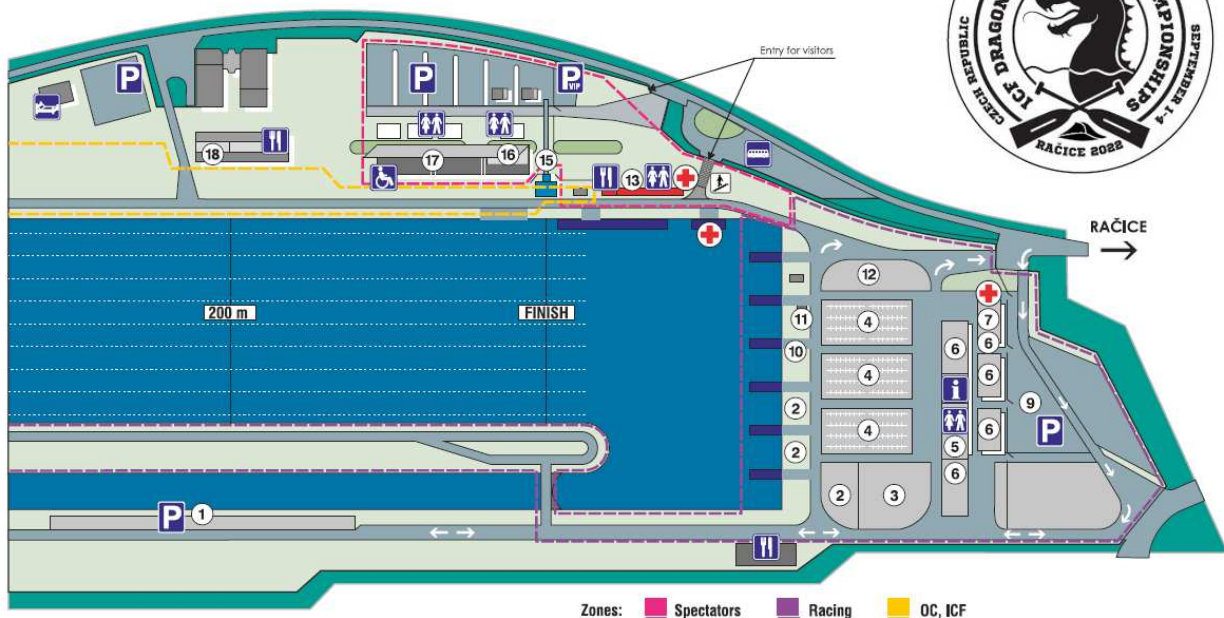 Entry for visitors
CZECH REPUBLIC
ICF DRAGON
MPIONSHIPS
SEPTEMBER 1-4
RAČICE 2022
P
P
P
VIP
18
17
16
15
13
RAČICE
12
200 m
FINISH
11
4
7
6
6
10
4
6
i
9
P
2
4
6
5
2
6
2
3
P
1
Zones: Spectators Racing OC, ICF